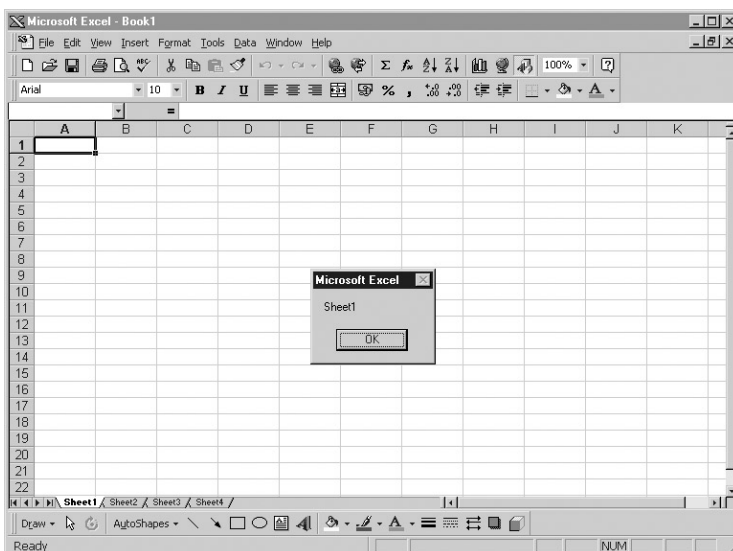 Microsoft Excel - Book1
File Edit View Insert Format Tools Data Window Help
100%
Arial 10 B I U % ,
=
A B C D E F G H I J K
1
2
3
4
5
6
7
8
9
Microsoft Excel
10
11
Sheet1
12
13
OK
14
15
16
17
18
19
20
21
22
Sheet1 Sheet2 Sheet3 Sheet4
Draw AutoShapes
Ready NUM